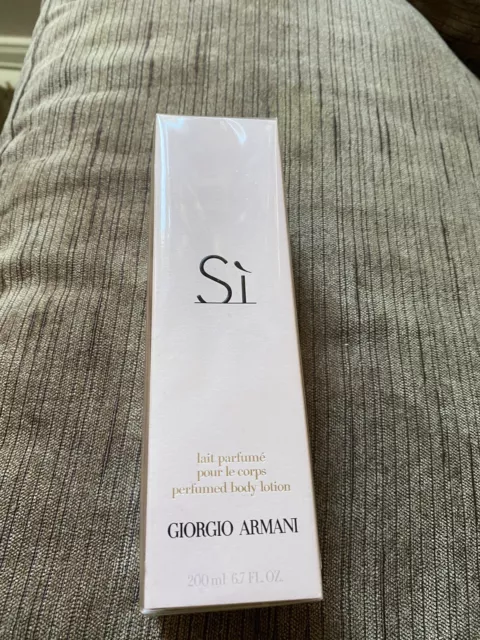 Sì
lait parfumé
pour le corps
perfumed body lotion
GIORGIO ARMANI
200 ml 6.7 FL. OZ.